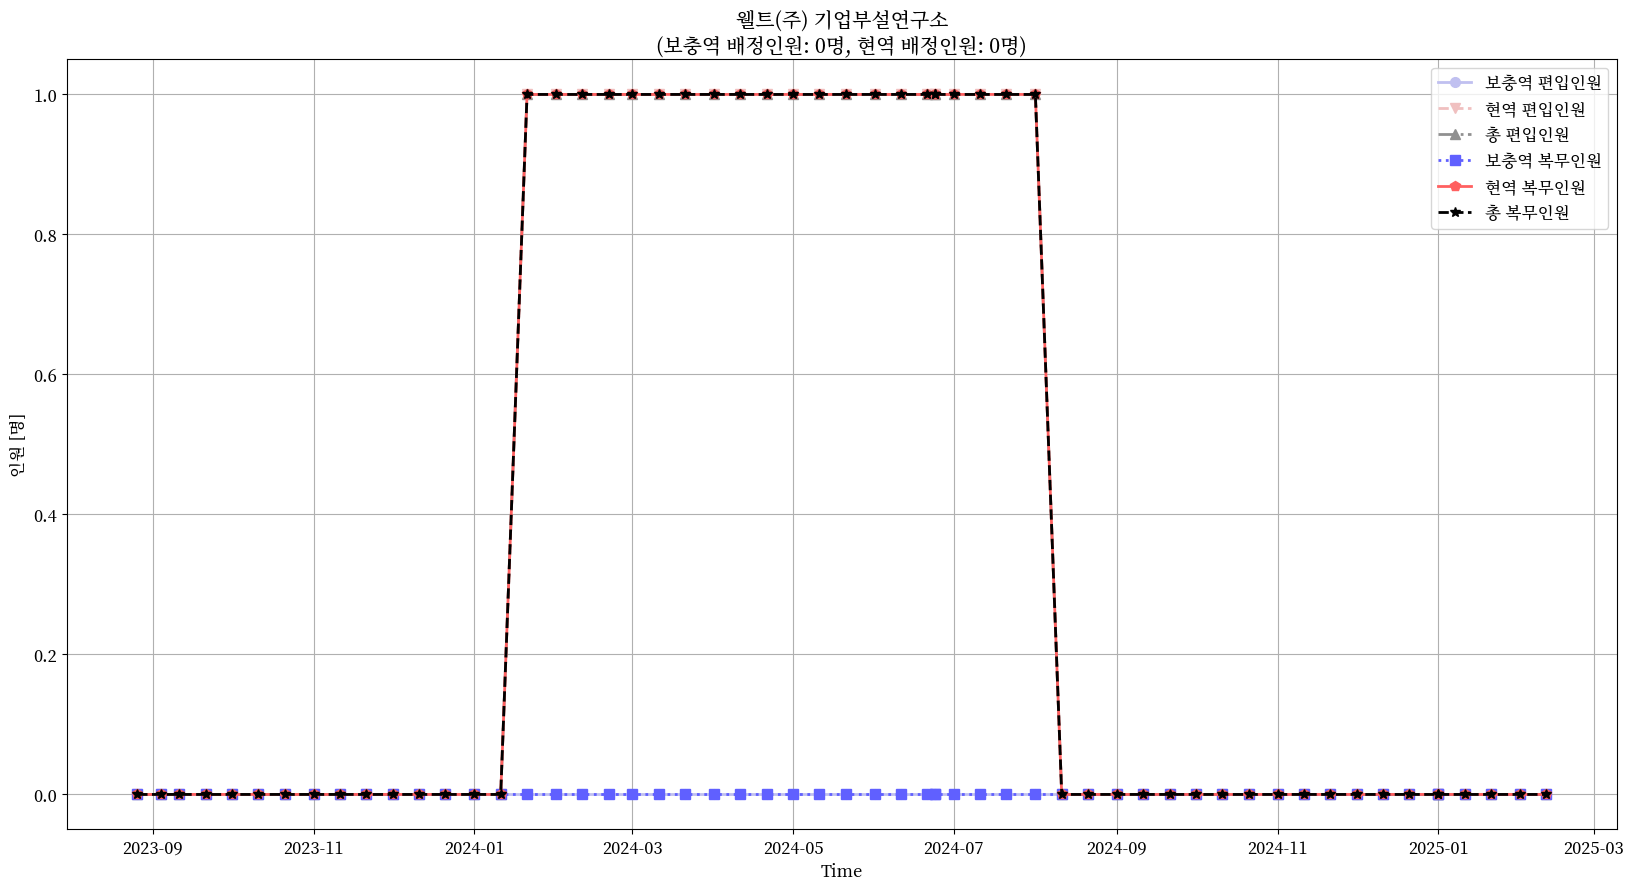 웰트(주) 기업부설연구소
(보충역 배정인원: 0명, 현역 배정인원: 0명)
보충역 편입인원
현역 편입인원
총 편입인원
보충역 복무인원
현역 복무인원
총 복무인원
인원 [명]
1.0
0.8
0.6
0.4
0.2
0.0
2023-09 2023-11 2024-01 2024-03 2024-05 2024-07 2024-09 2024-11 2025-01 2025-03
Time